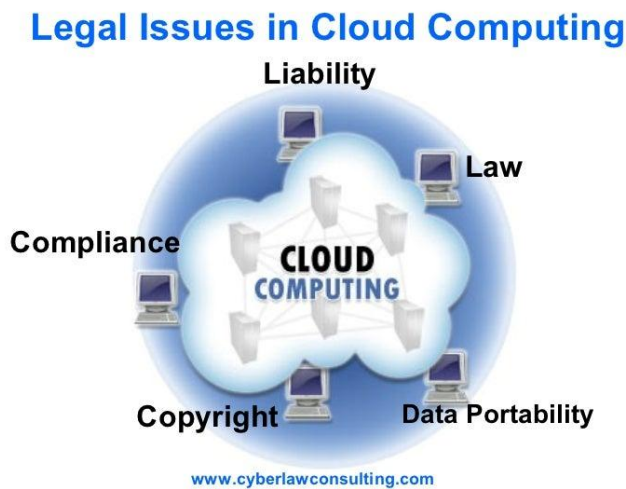 Legal Issues in Cloud Computing
Liability
Law
Compliance
CLOUD
COMPUTING
Copyright
Data Portability
www.cyberlawconsulting.com